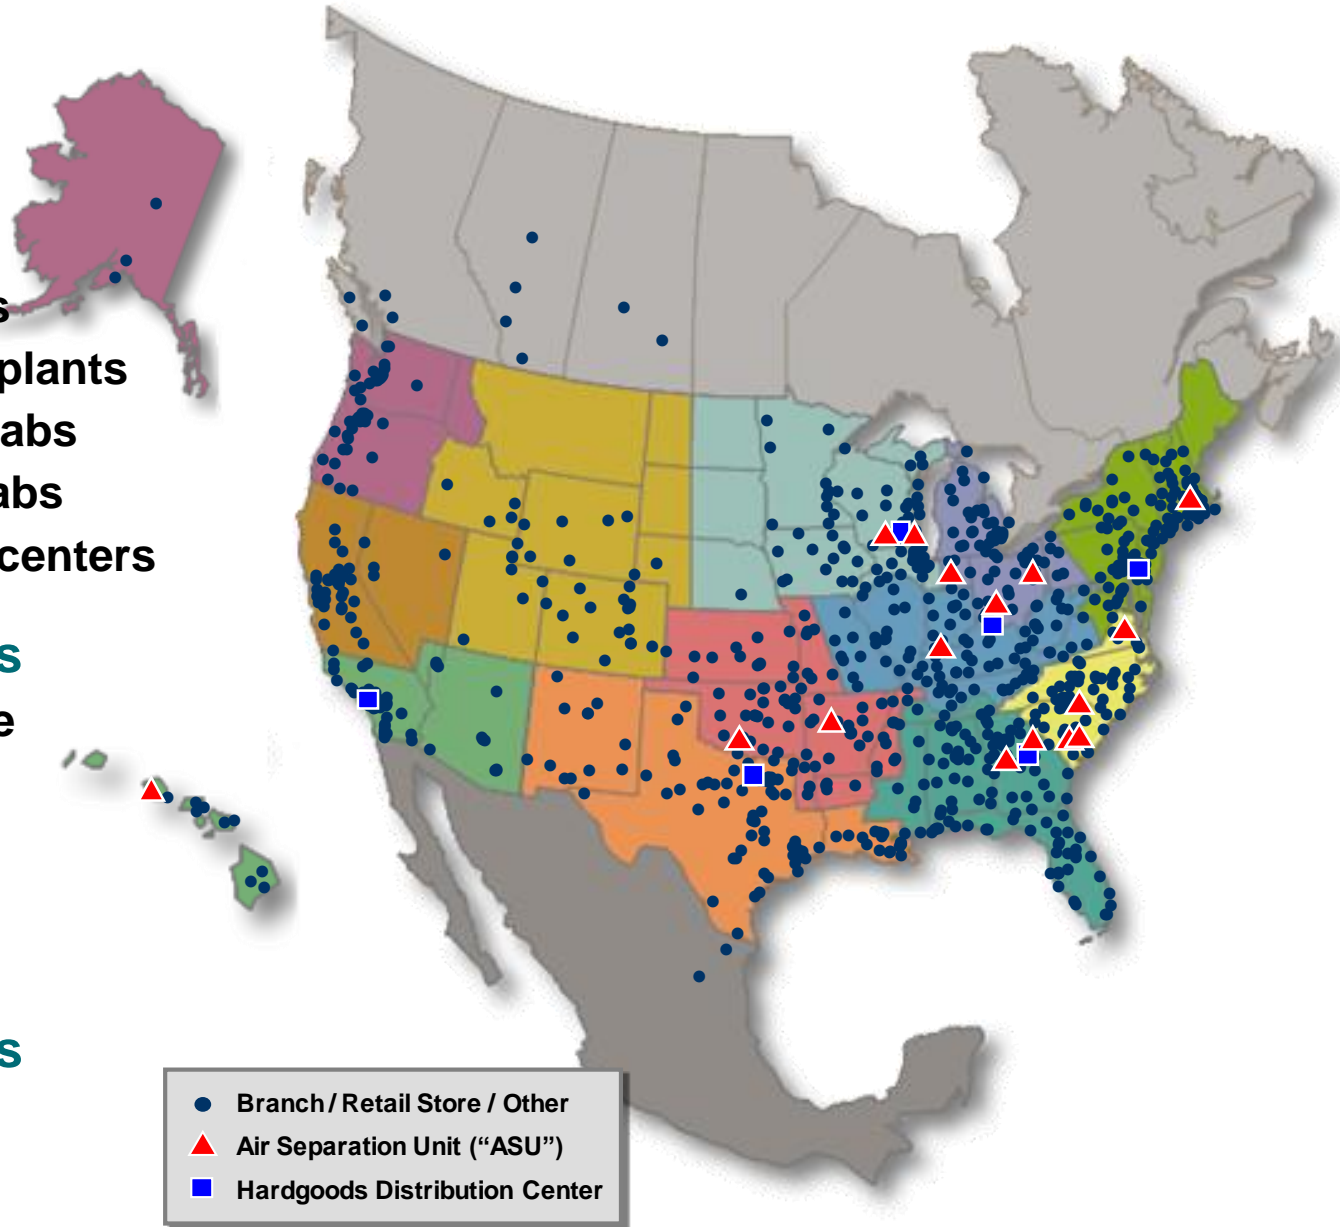 s
plants
abs
abs
centers
s
e
s
Branch / Retail Store / Other
Air Separation Unit (“ASU”)
Hardgoods Distribution Center